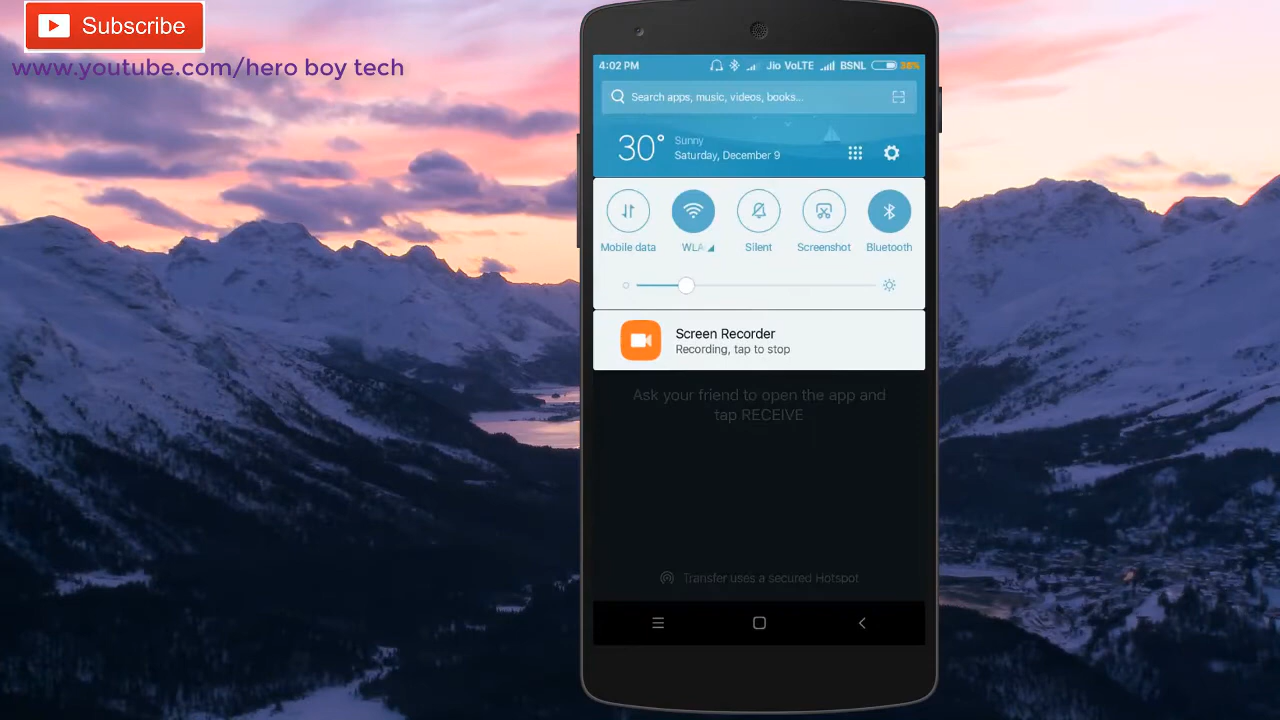 Subscribe
www.youtube.com/hero boy tech
4:02 PM Jio VoLTE BSNL 36%
Search apps, music, videos, books...
30° Sunny
Saturday, December 9
Mobile data WLA Silent Screenshot Bluetooth
Screen Recorder
Recording, tap to stop
Ask your friend to open the app and
tap RECEIVE
Transfer uses a secured Hotspot